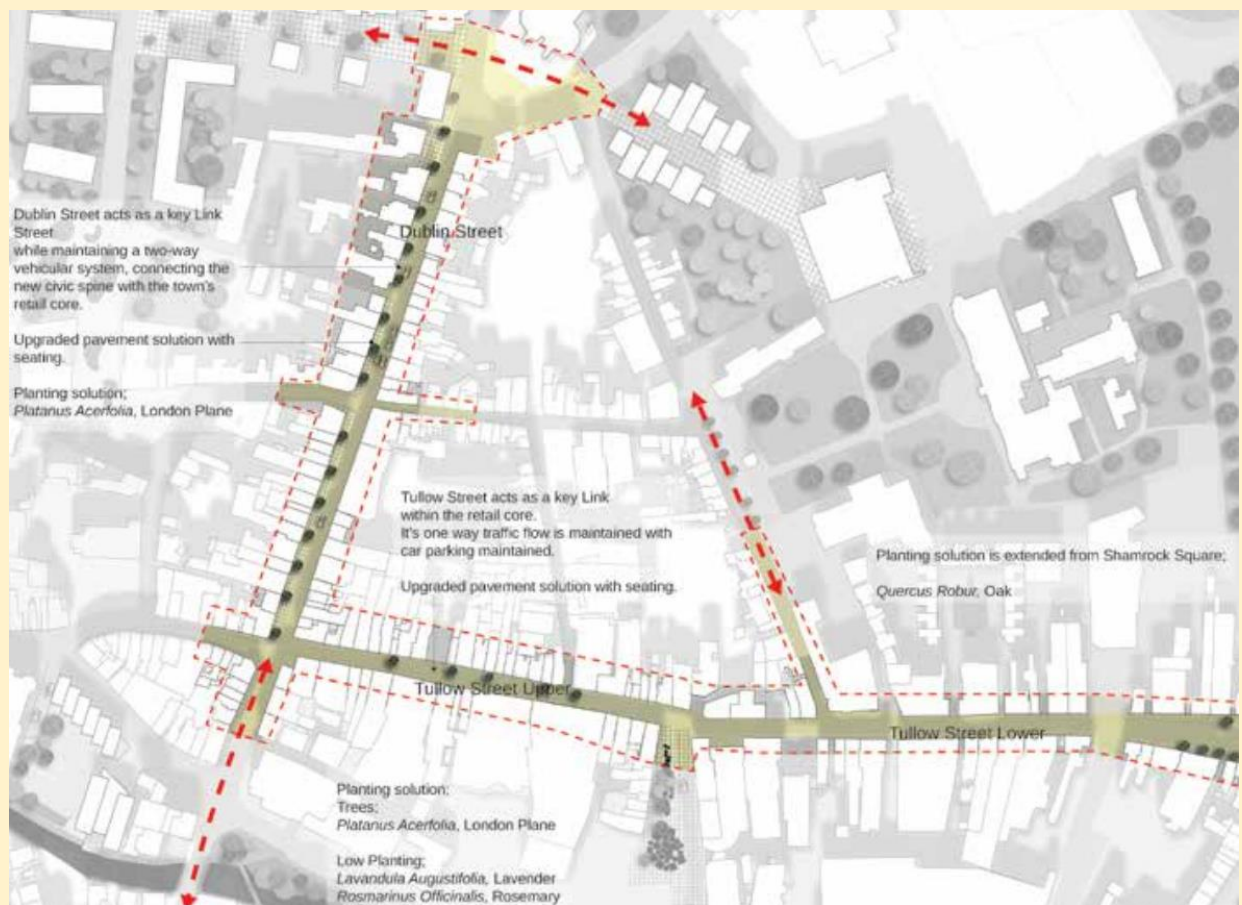 Dublin Street acts as a key Link
Street
while maintaining a two-way
vehicular system, connecting the
new civic spine with the town's
retail core.
Upgraded pavement solution with
seating.
Planting solution;
Platanus Acerfolia, London Plane
Dublin Street
Tullow Street acts as a key Link
within the retail core.
It's one way traffic flow is maintained with
car parking maintained.
Upgraded pavement solution with seating.
Planting solution is extended from Shamrock Square;
Quercus Robur, Oak
Tullow Street Upper
Tullow Street Lower
Planting solution;
Trees;
Platanus Acerfolia, London Plane
Low Planting;
Lavandula Augustifolia, Lavender
Rosmarinus Officinalis, Rosemary